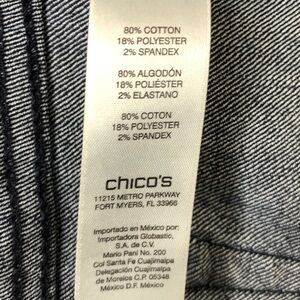 80% COTTON
18% POLYESTER
2% SPANDEX
80% ALGODÓN
18% POLIÉSTER
2% ELASTANO
80% COTON
18% POLYESTER
2% SPANDEX
chico's
11215 METRO PARKWAY
FORT MYERS, FL 33966
Importado en México por:
Importadora Globastic,
S.A. de C.V.
Mario Pani No. 200
Col Santa Fe Cuajimalpa
Delegación Cuajimalpa
de Morelos C.P. 05348
México D.F. México